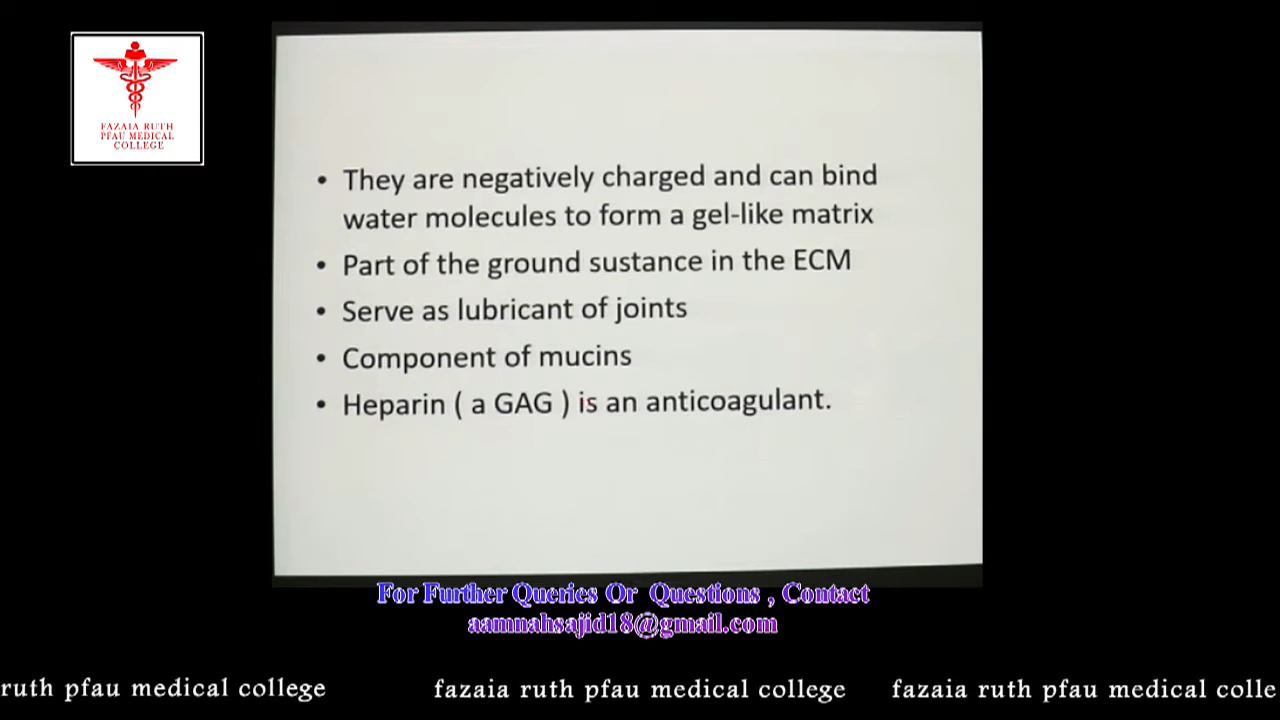 FAZAIA RUTH
PFAU MEDICAL
COLLEGE
• They are negatively charged and can bind
water molecules to form a gel-like matrix
• Part of the ground sustance in the ECM
• Serve as lubricant of joints
• Component of mucins
• Heparin ( a GAG ) is an anticoagulant.
For Further Queries Or Questions , Contact
aamnahsajid18@gmail.com
ruth pfau medical college fazaia ruth pfau medical college fazaia ruth pfau medical colle